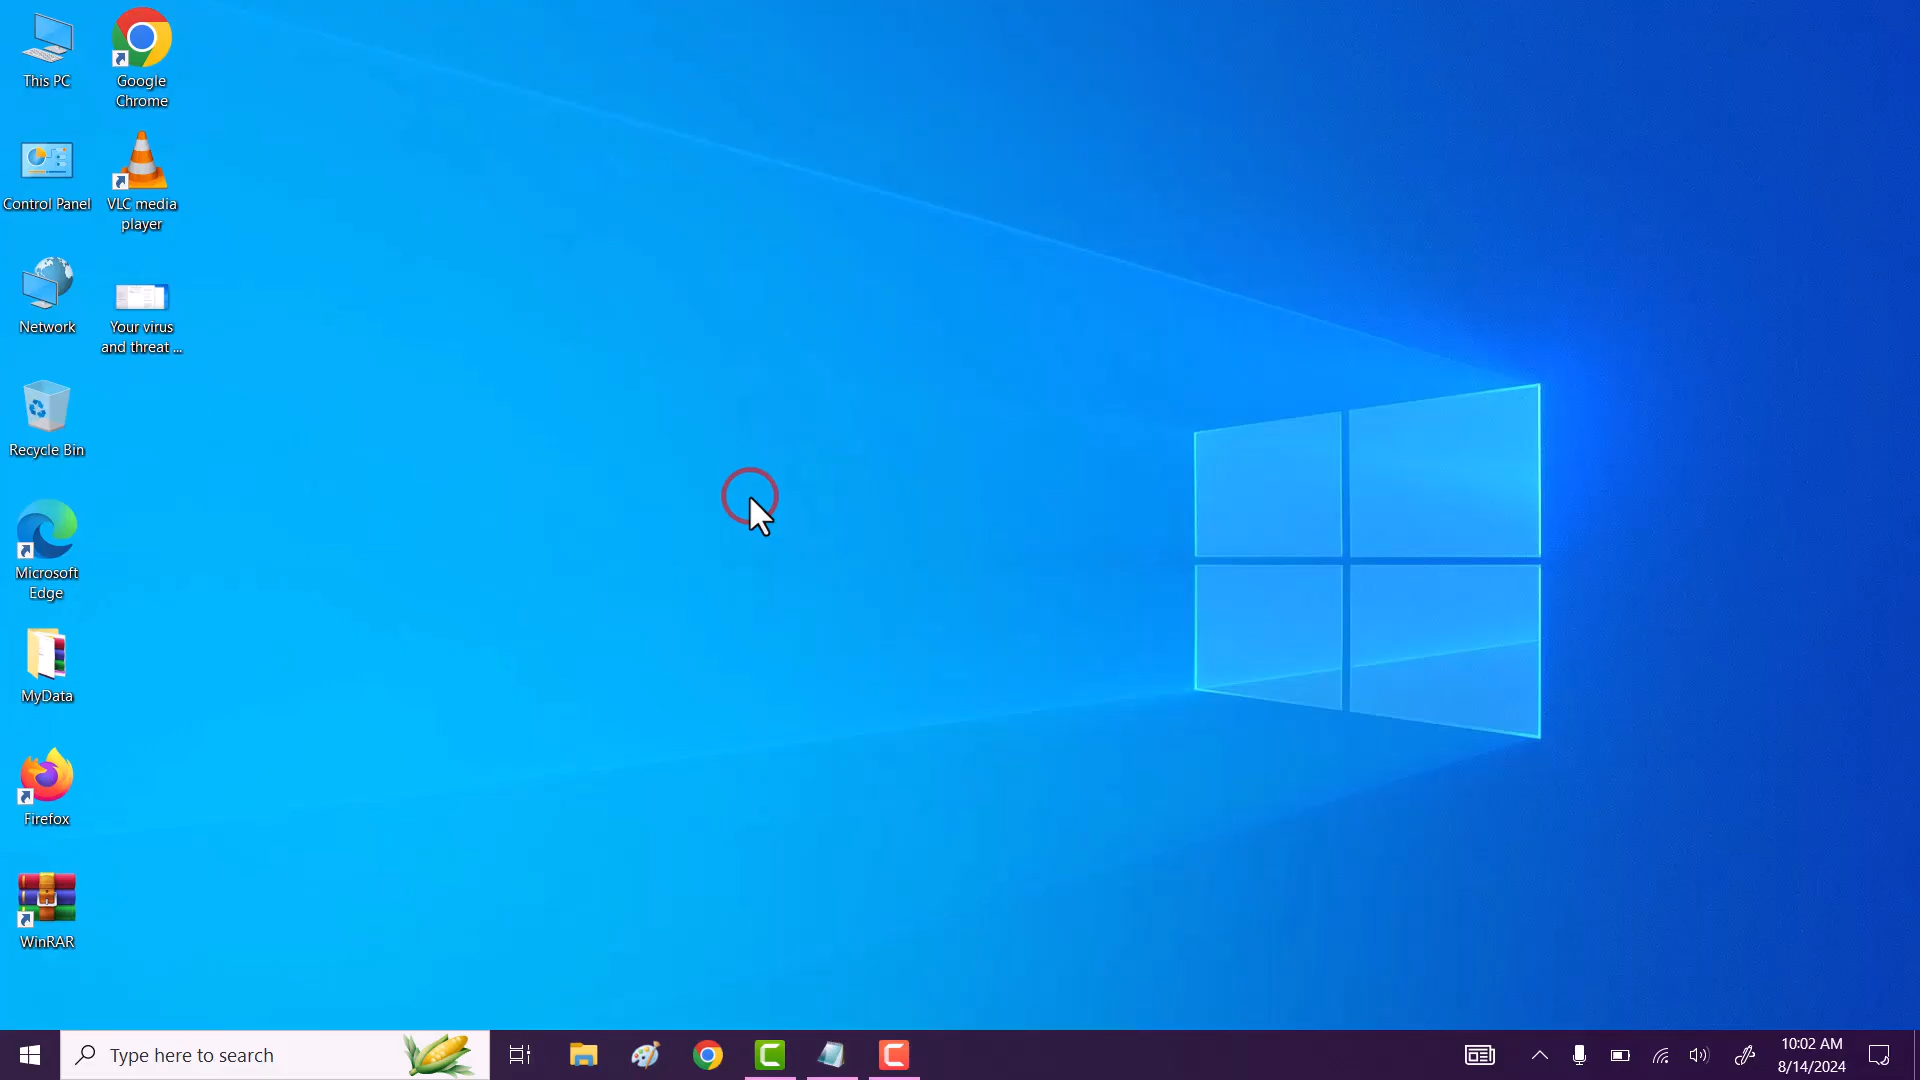 This PC
Google
Chrome
Control Panel
VLC media
player
Network
Your virus
and threat ...
Recycle Bin
Microsoft
Edge
MyData
Firefox
WinRAR
Type here to search
10:02 AM
8/14/2024